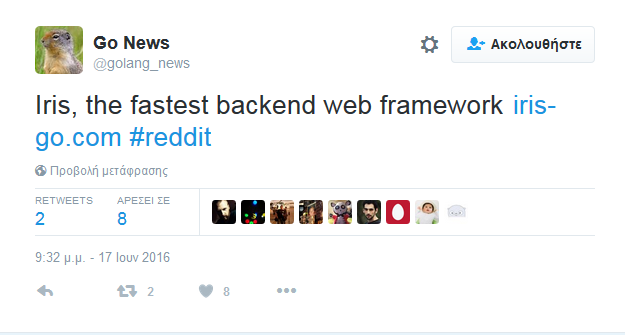 Go News
@golang_news
Ακολουθήστε
Iris, the fastest backend web framework iris-
go.com #reddit
Προβολή μετάφρασης
RETWEETS
2
ΑΡΕΣΕΙ ΣΕ
8
9:32 μ.μ. - 17 Ιουν 2016
2
8